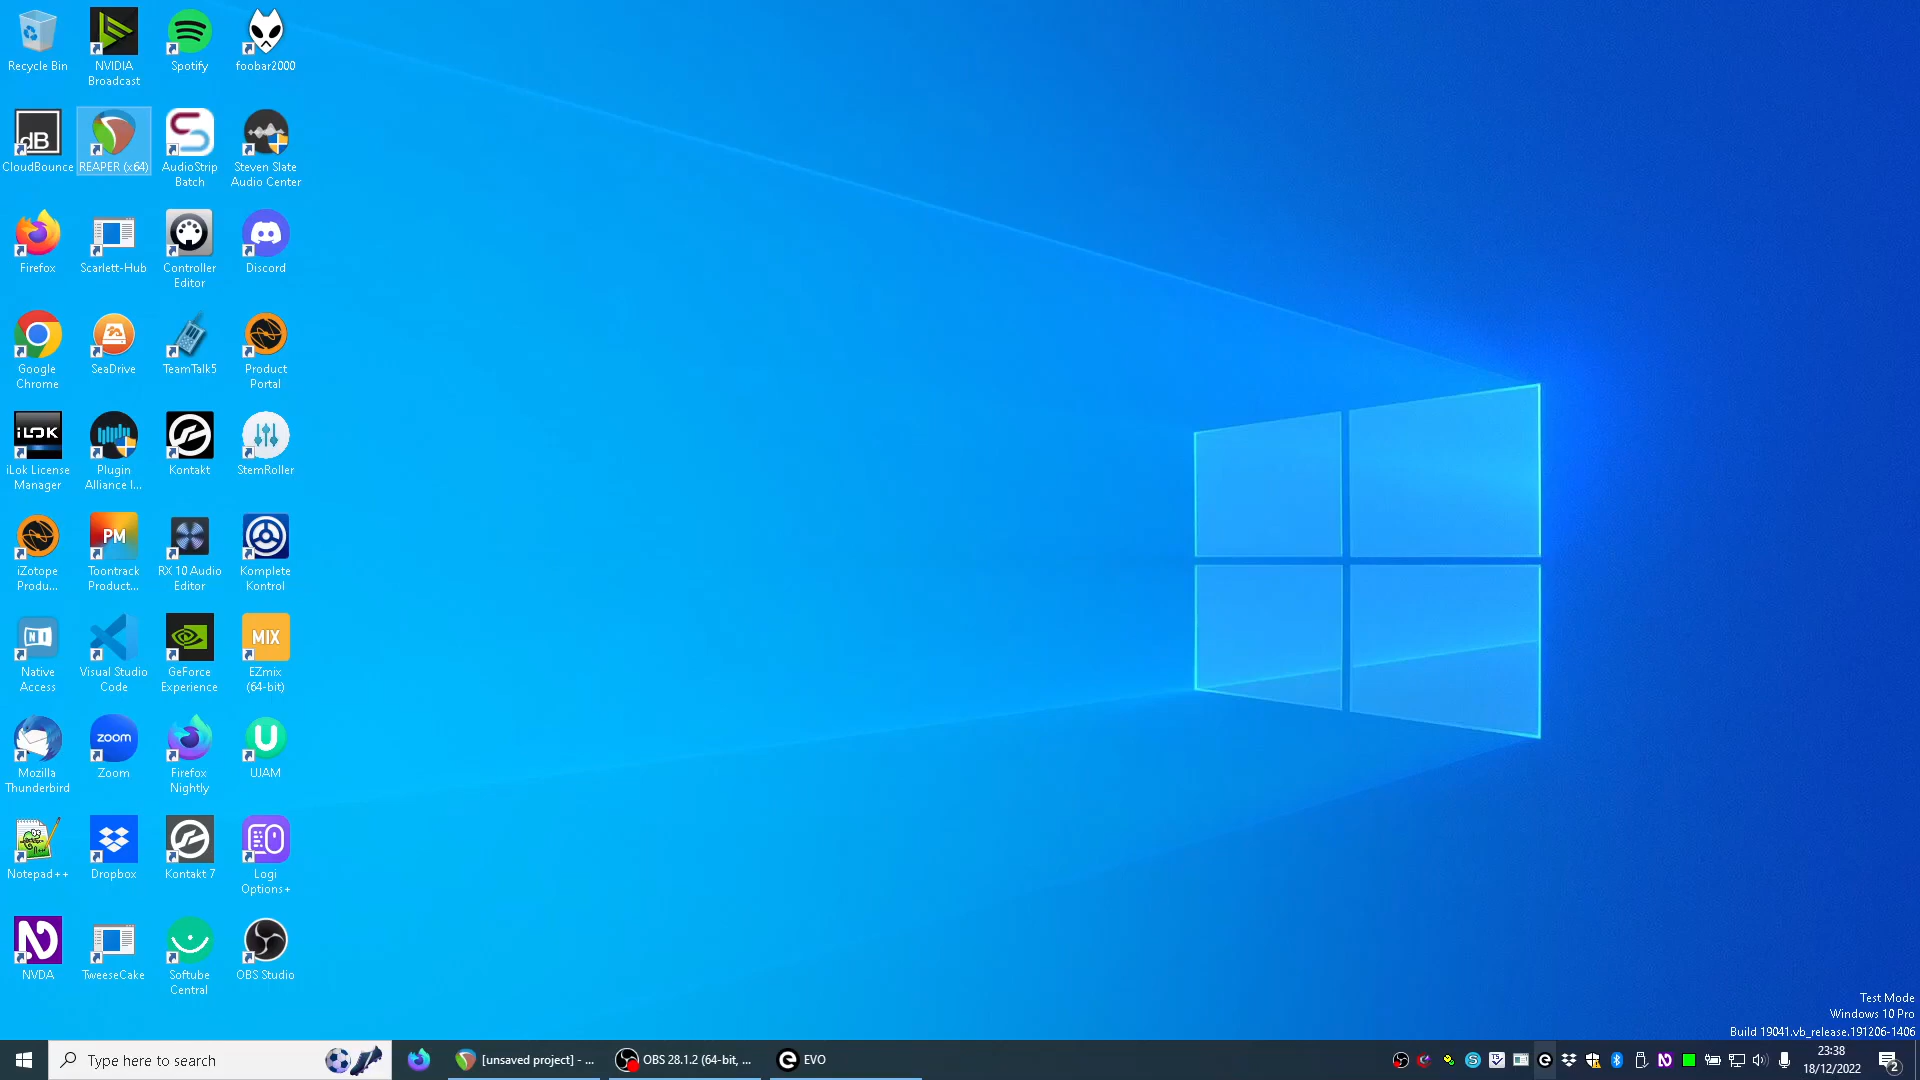 Recycle Bin
NVIDIA
Broadcast
Spotify
foobar2000
dB
CloudBounce
REAPER (x64)
AudioStrip
Batch
Steven Slate
Audio Center
Firefox
Scarlett-Hub
Controller
Editor
Discord
Google
Chrome
SeaDrive
TeamTalk5
Product
Portal
iLOK
iLok License
Manager
Plugin
Alliance I...
Kontakt
StemRoller
iZotope
Produ...
PM
Toontrack
Product...
RX 10 Audio
Editor
Komplete
Kontrol
NI
Native
Access
Visual Studio
Code
GeForce
Experience
MIX
EZmix
(64-bit)
Mozilla
Thunderbird
zoom
Zoom
Firefox
Nightly
U
UJAM
Notepad++
Dropbox
Kontakt 7
Logi
Options+
N
NVDA
TweeseCake
Softube
Central
OBS Studio
Test Mode
Windows 10 Pro
Build 19041.vb_release.191206-1406
Type here to search
[unsaved project] - ...
OBS 28.1.2 (64-bit, ...
EVO
23:38
18/12/2022
2